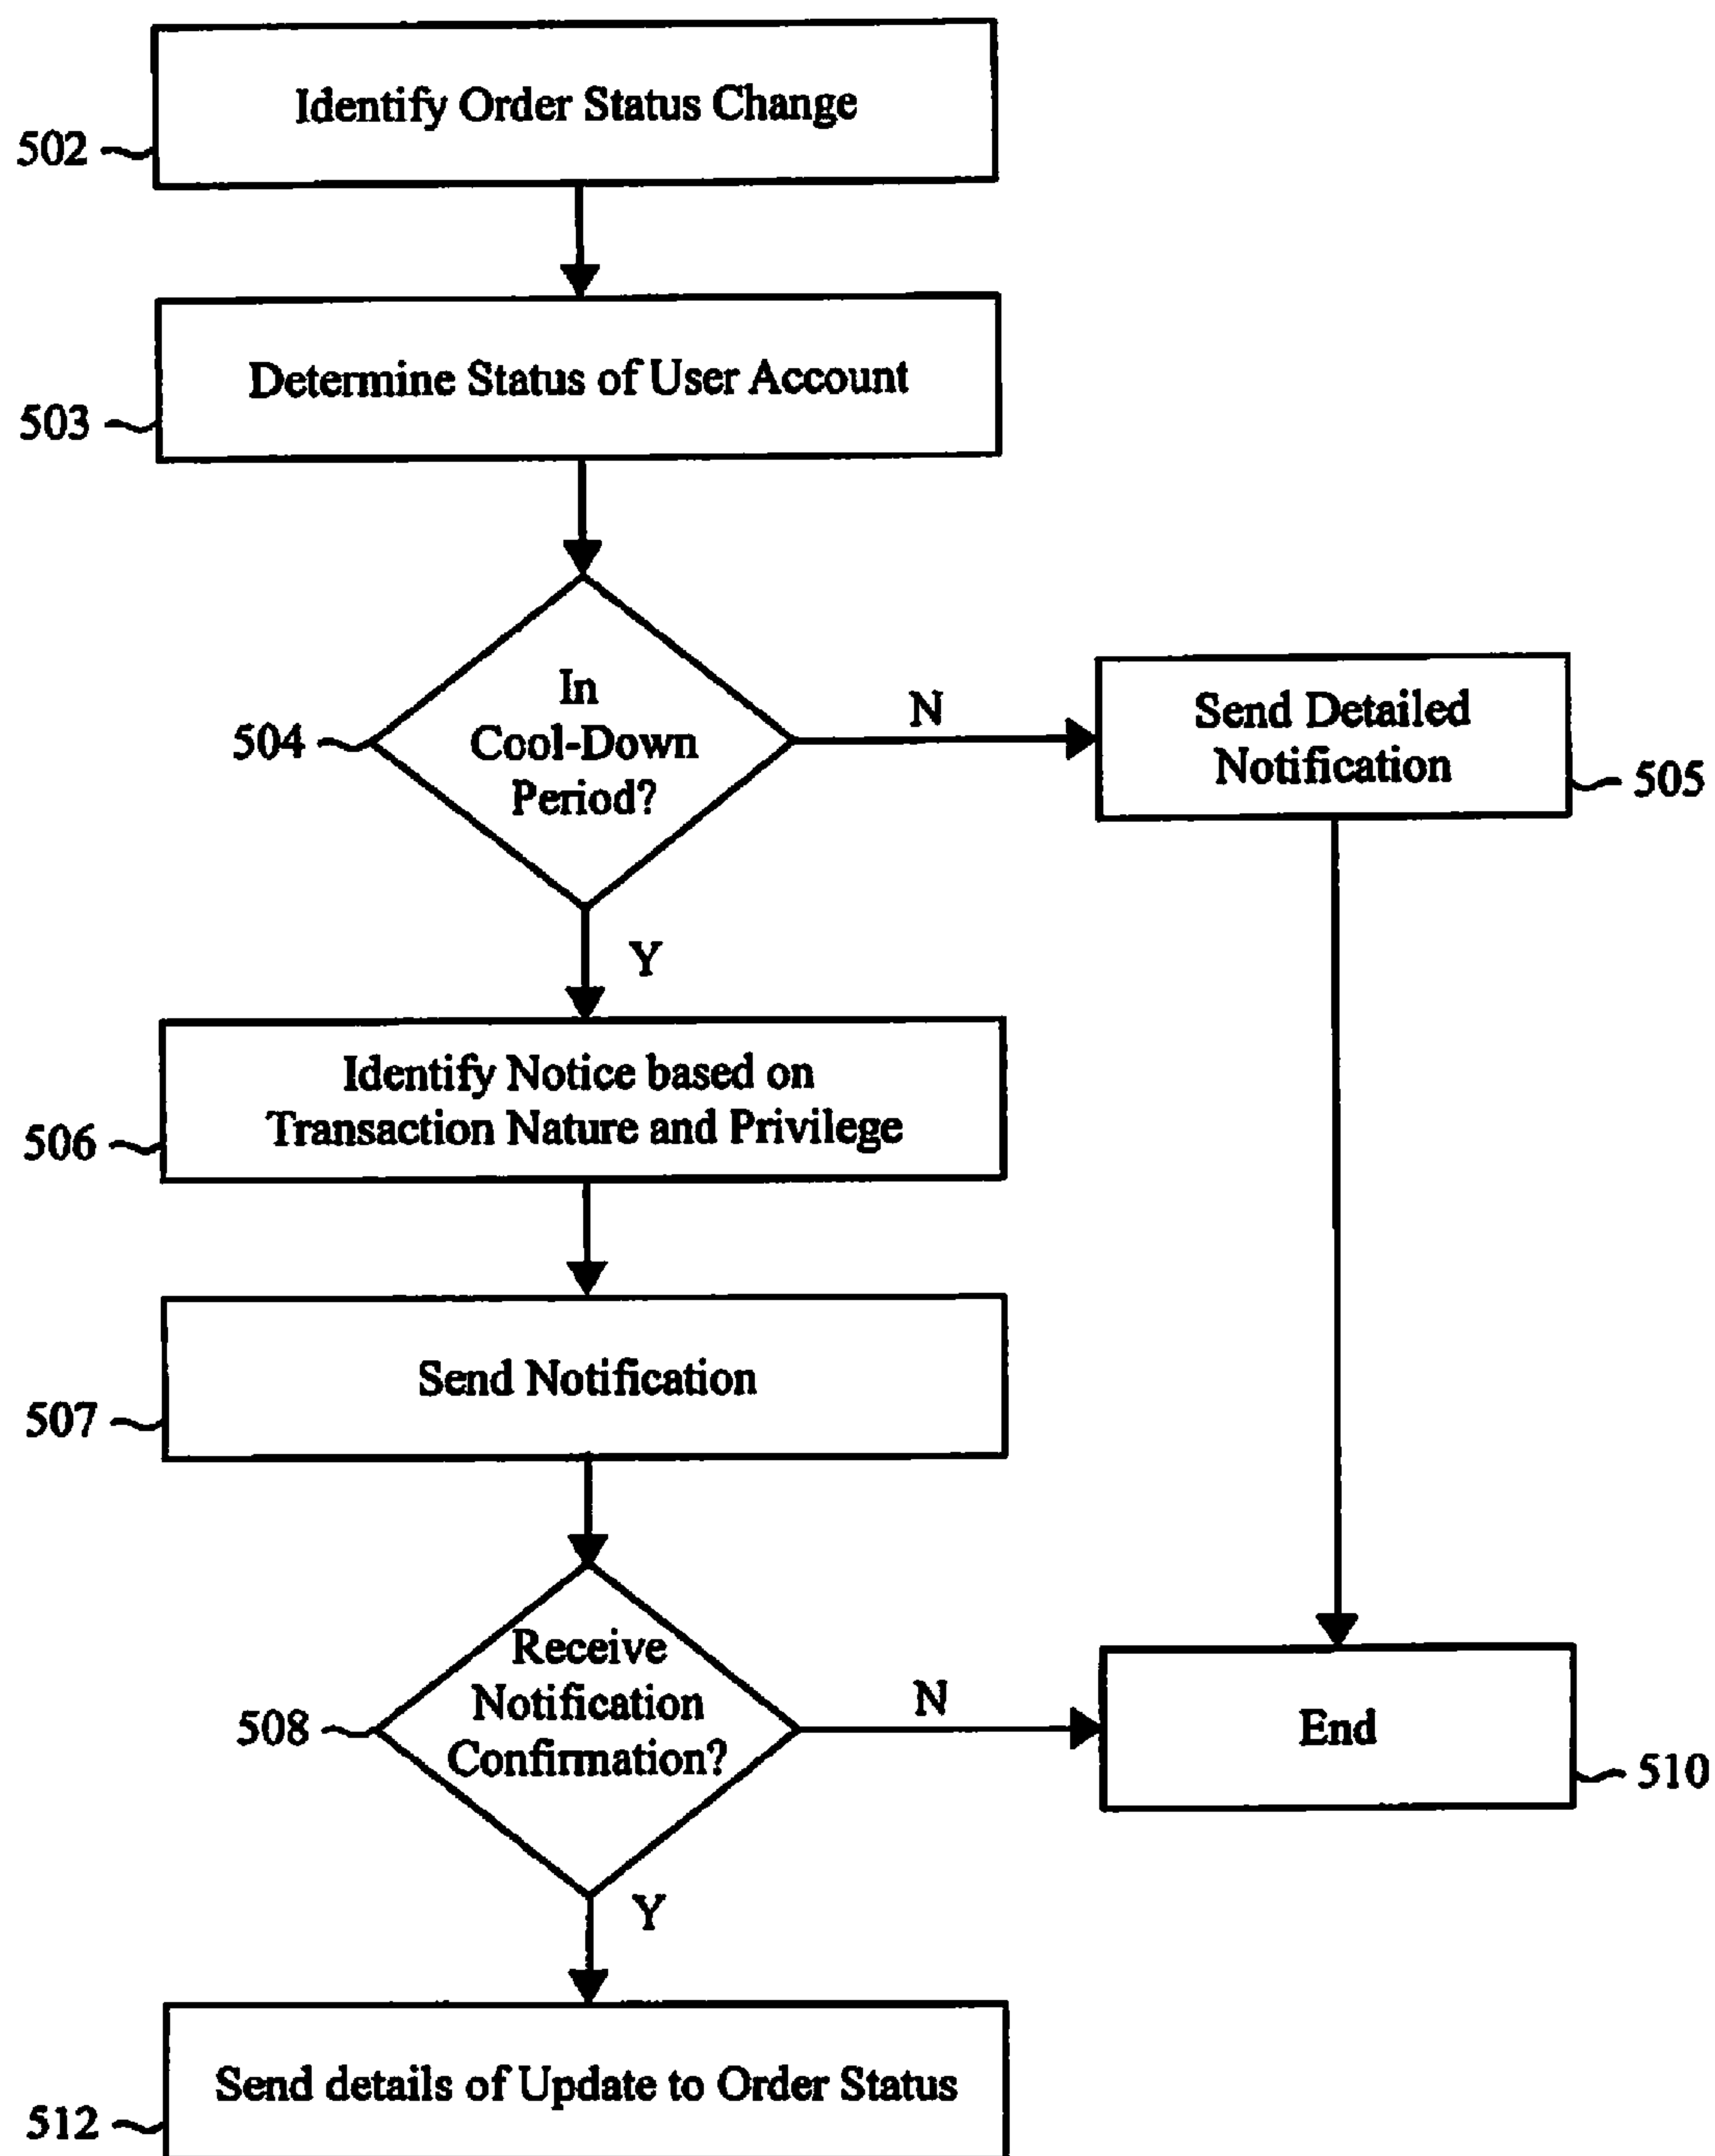 Identify Order Status Change
502
Determine Status of User Account
503
In
Cool-Down
Period?
504
N
Send Detailed
Notification
505
Y
Identify Notice based on
Transaction Nature and Privilege
506
Send Notification
507
Receive
Notification
Confirmation?
508
N
End
510
Y
Send details of Update to Order Status
512